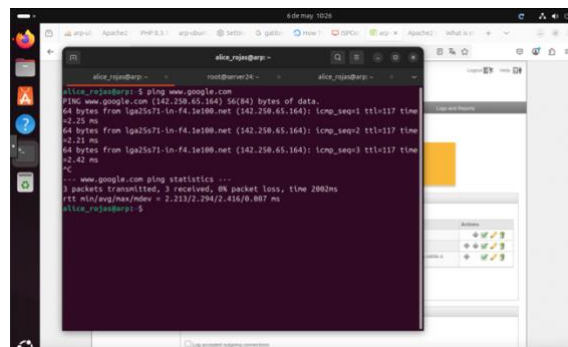 6 de may 10:26
Apache2
alice_rojas@arp: ~
alice_rojas@arp: ~
root@server24: ~
alice_rojas@arp: ~
alice_rojas@arp:~$ ping www.google.com
PING www.google.com (142.250.65.164) 56(84) bytes of data.
64 bytes from lga25s71-in-f4.1e100.net (142.250.65.164): icmp_seq=1 ttl=117 time
=2.25 ms
64 bytes from lga25s71-in-f4.1e100.net (142.250.65.164): icmp_seq=2 ttl=117 time
=2.21 ms
64 bytes from lga25s71-in-f4.1e100.net (142.250.65.164): icmp_seq=3 ttl=117 time
=2.42 ms
^C
--- www.google.com ping statistics ---
3 packets transmitted, 3 received, 0% packet loss, time 2002ms
rtt min/avg/max/mdev = 2.213/2.294/2.416/0.087 ms
alice_rojas@arp:~$
Logs and Reports
Actions
Log accepted outgoing connections